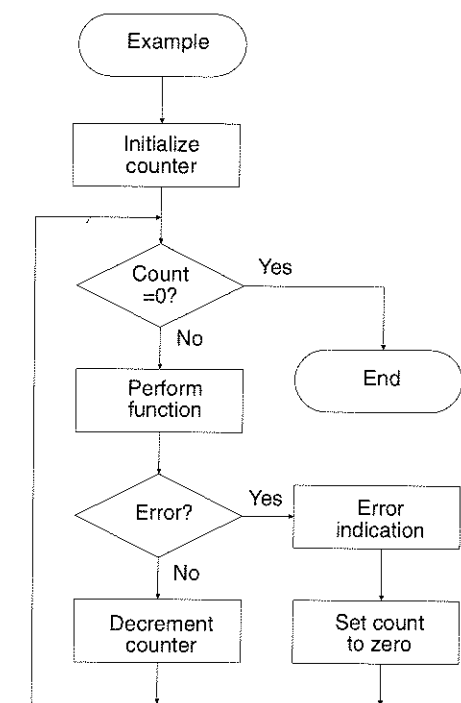 Example
Initialize
counter
Count
=0?
Yes
No
Perform
function
End
Error?
Yes
Error
indication
No
Decrement
counter
Set count
to zero